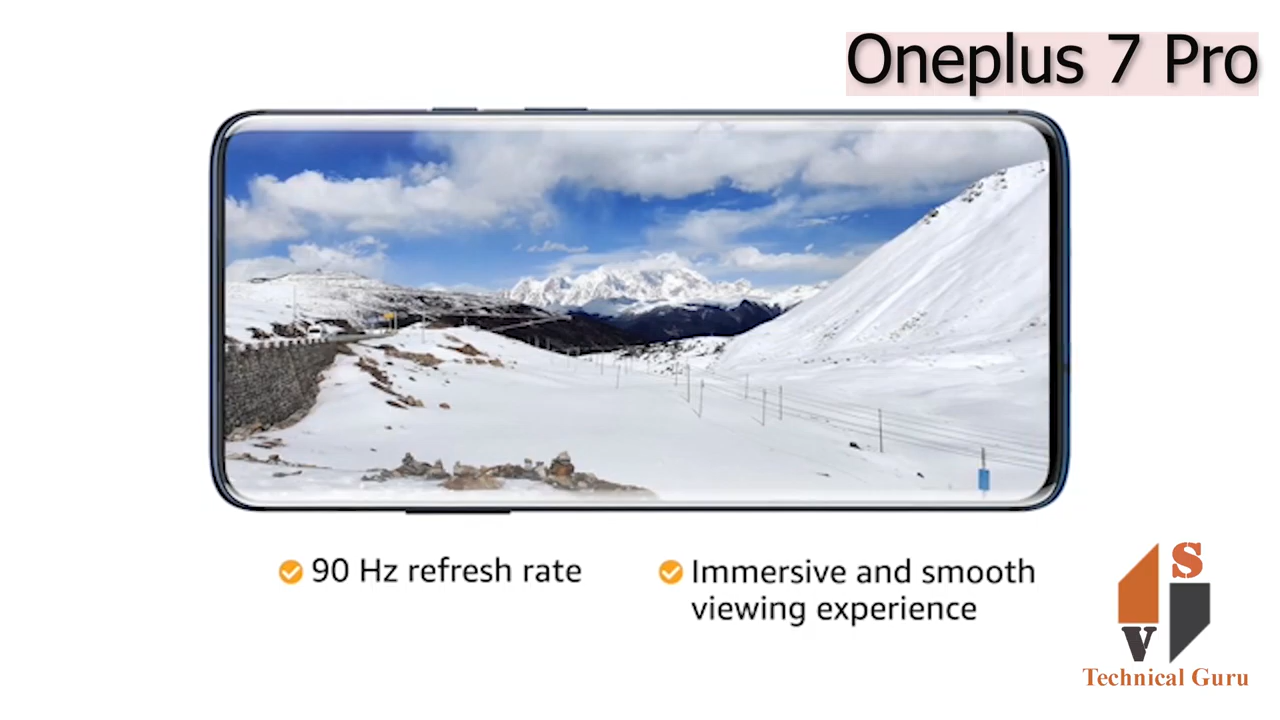 Oneplus 7 Pro
90 Hz refresh rate
Immersive and smooth
viewing experience
S
V
Technical Guru